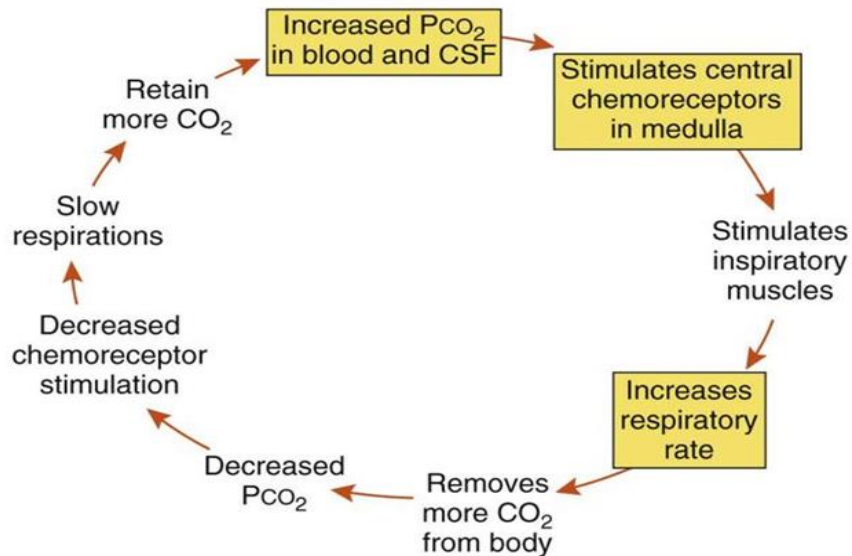 Increased PCO₂
in blood and CSF
Stimulates central
chemoreceptors
in medulla
Stimulates
inspiratory
muscles
Increases
respiratory
rate
Removes
more CO₂
from body
Decreased
PCO₂
Decreased
chemoreceptor
stimulation
Slow
respirations
Retain
more CO₂